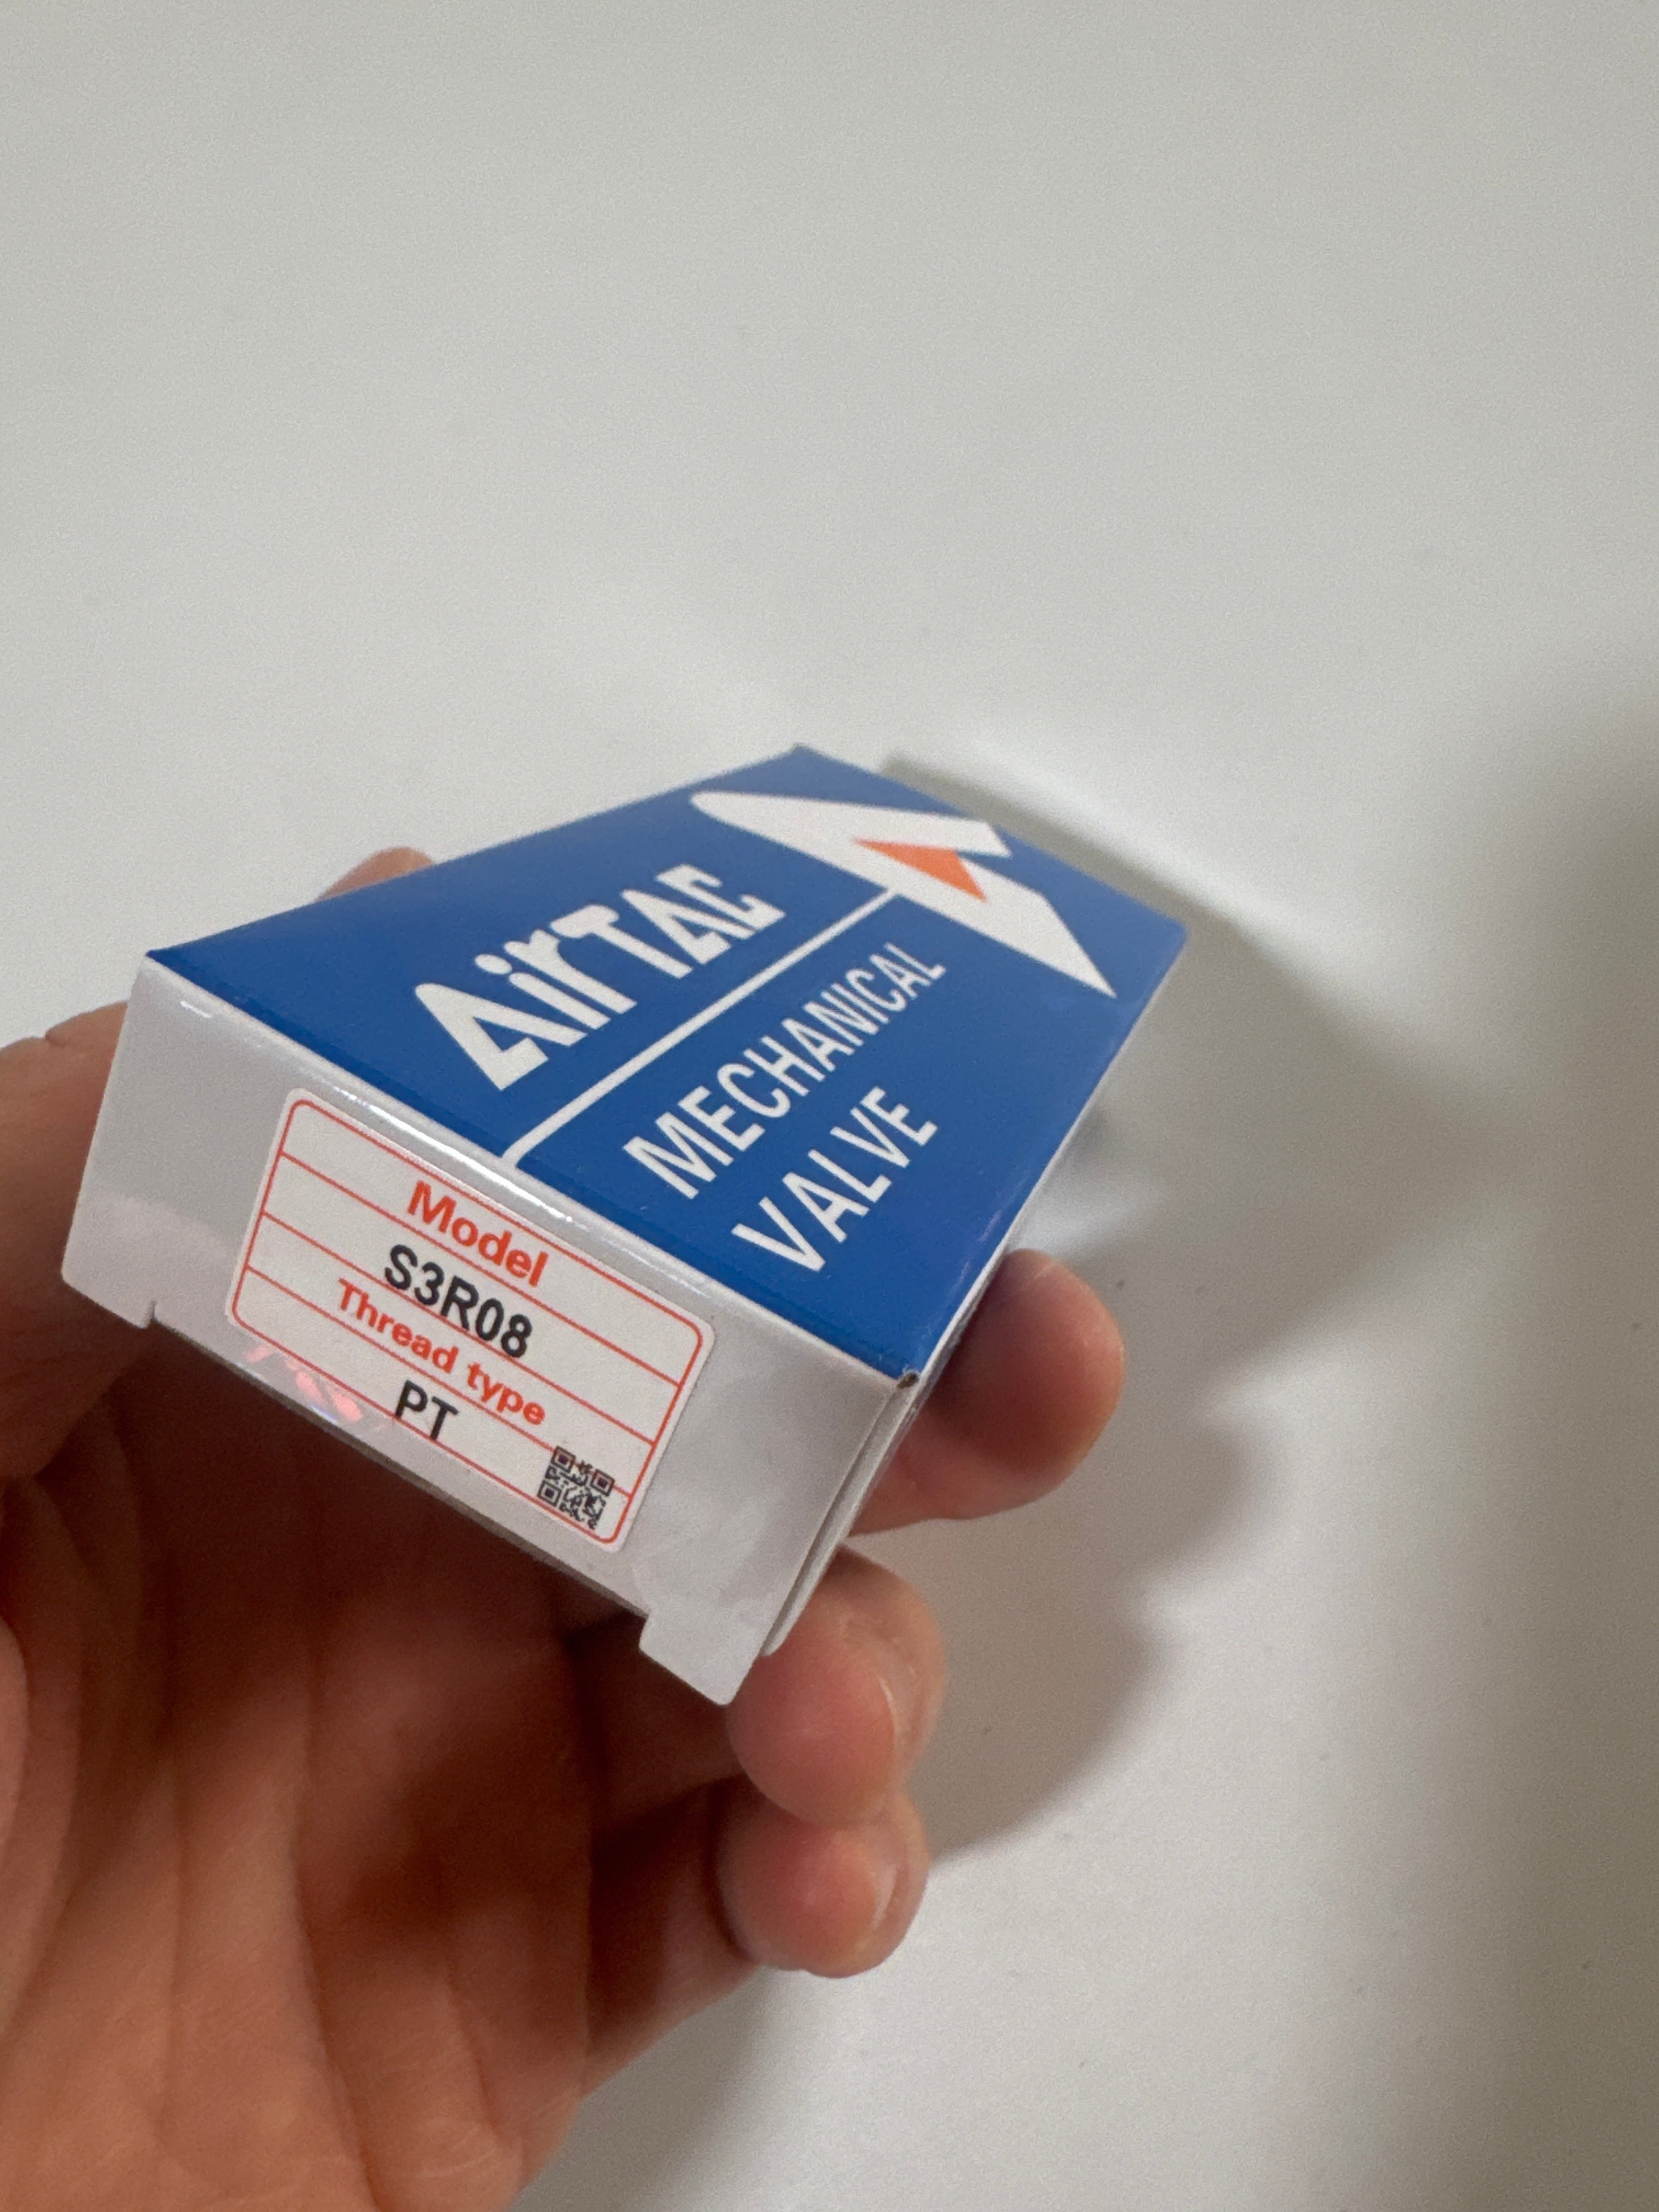 AirTAC
MECHANICAL
VALVE
Model
S3R08
Thread type
PT